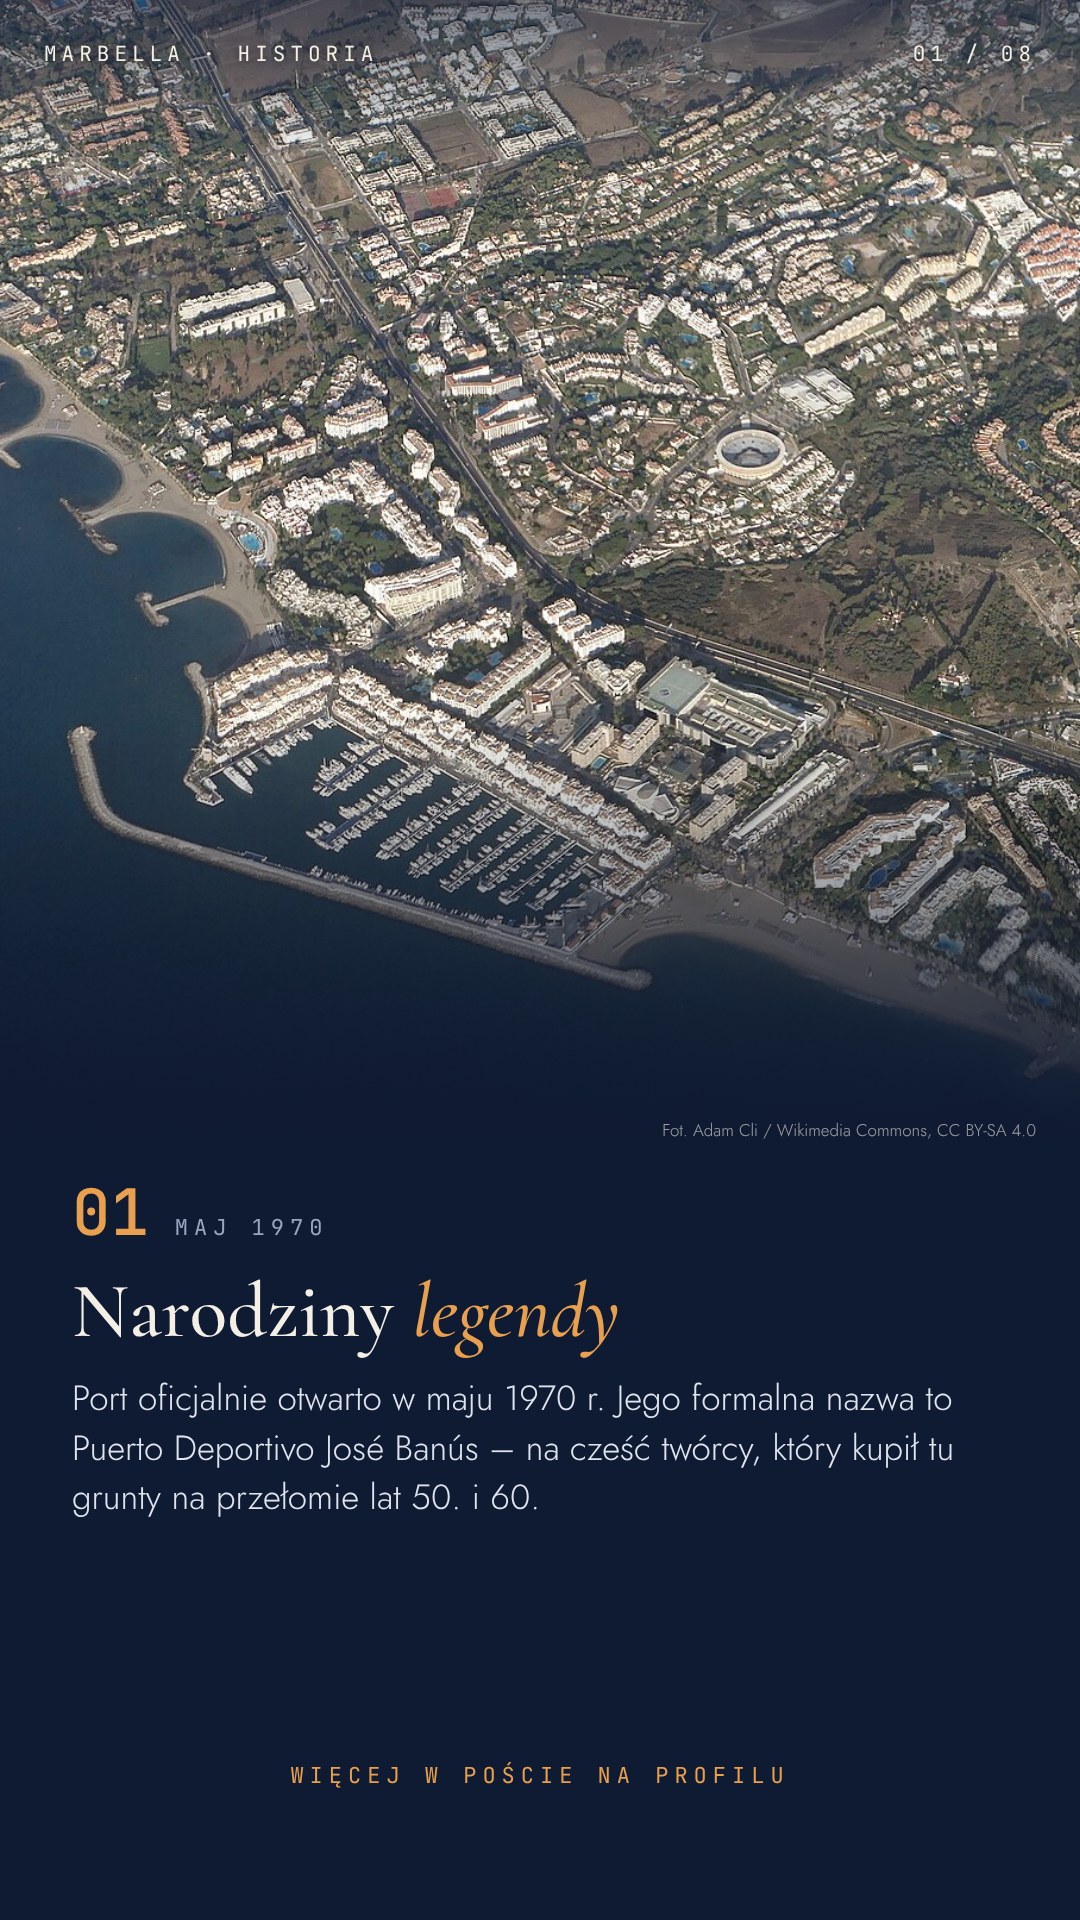 MARBELLA · HISTORIA
01 / 08
Fot. Adam Cli / Wikimedia Commons, CC BY-SA 4.0
01 MAJ 1970
Narodziny legendy
Port oficjalnie otwarto w maju 1970 r. Jego formalna nazwa to
Puerto Deportivo José Banús – na cześć twórcy, który kupił tu
grunty na przełomie lat 50. i 60.
WIĘCEJ W POŚCIE NA PROFILU